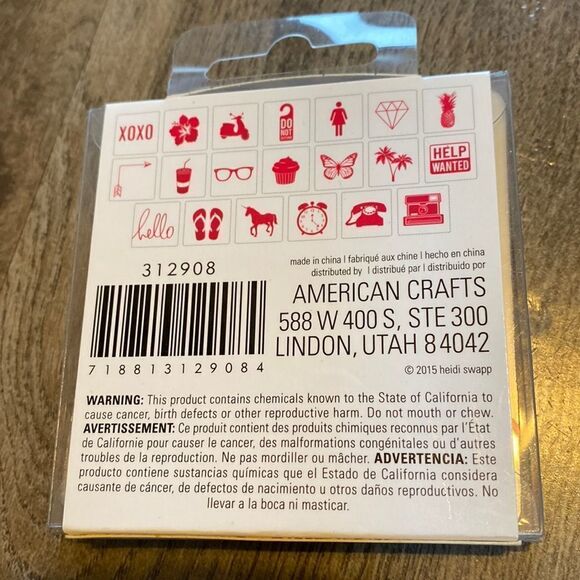 XOXO
DO
NOT
HELP
WANTED
hello
made in china | fabriqué aux chine | hecho en china
distributed by | distribué par | distribuido por
312908
AMERICAN CRAFTS
588 W 400 S, STE 300
LINDON, UTAH 84042
718813129084
© 2015 heidi swapp
WARNING: This product contains chemicals known to the State of California to
cause cancer, birth defects or other reproductive harm. Do not mouth or chew.
AVERTISSEMENT: Ce produit contient des produits chimiques reconnus par l'État
de Californie pour causer le cancer, des malformations congénitales ou d'autres
troubles de la reproduction. Ne pas mordiller ou mâcher. ADVERTENCIA: Este
producto contiene sustancias químicas que el Estado de California considera
causante de cáncer, de defectos de nacimiento u otros daños reproductivos. No
llevar a la boca ni masticar.